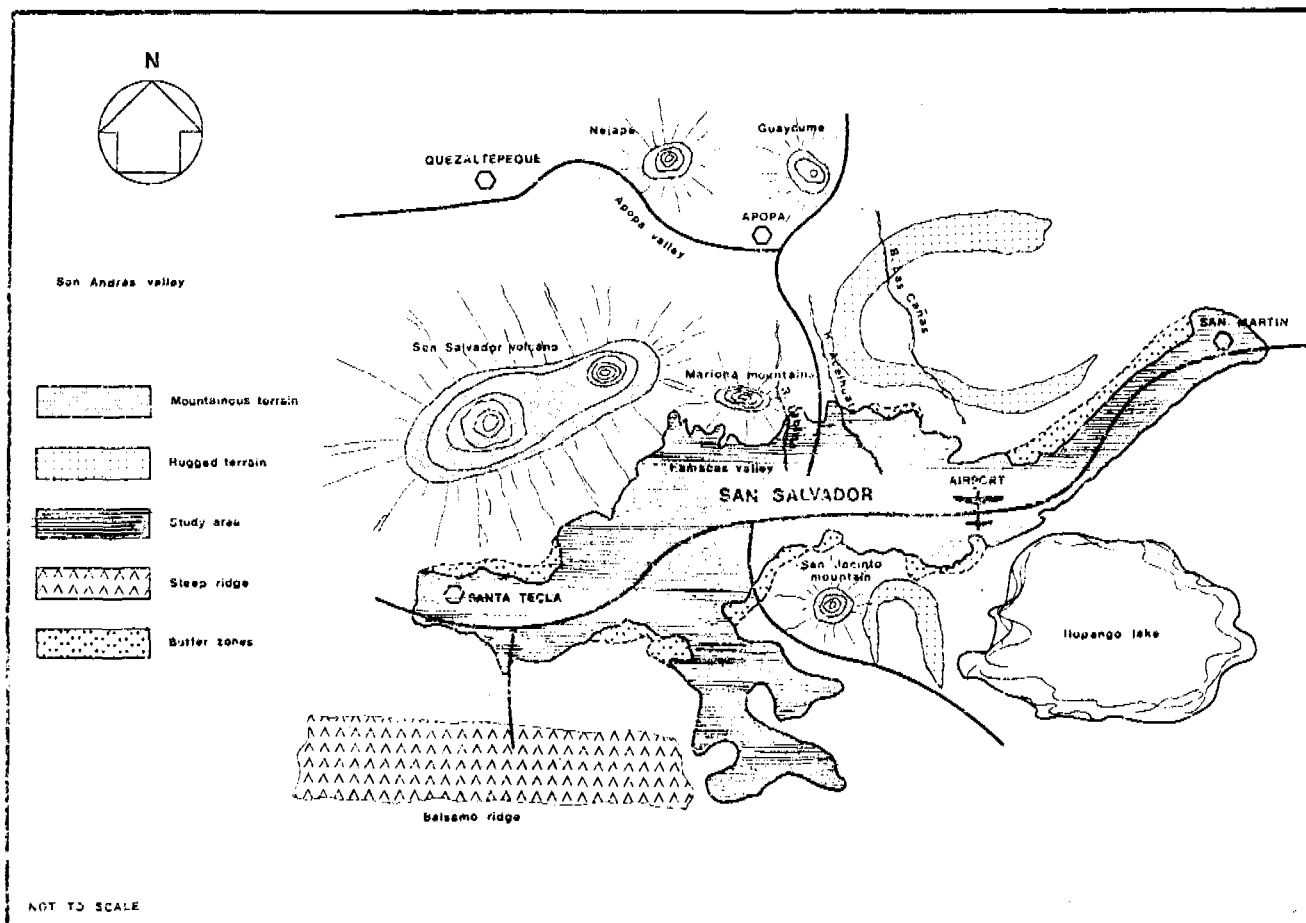 N
Nejapa
Guaycume
QUEZALTEPEQUE
APOPA
Apopa valley
San Andrés valley
R. Las Cañas
SAN MARTIN
San Salvador volcano
Mariona mountain
R. Acelhuate
Mountainous terrain
Rugged terrain
Study area
Steep ridge
Buffer zones
valley
SAN SALVADOR
AIRPORT
San Jacinto
mountain
SANTA TECLA
Ilopango lake
Balsamo ridge
NOT TO SCALE